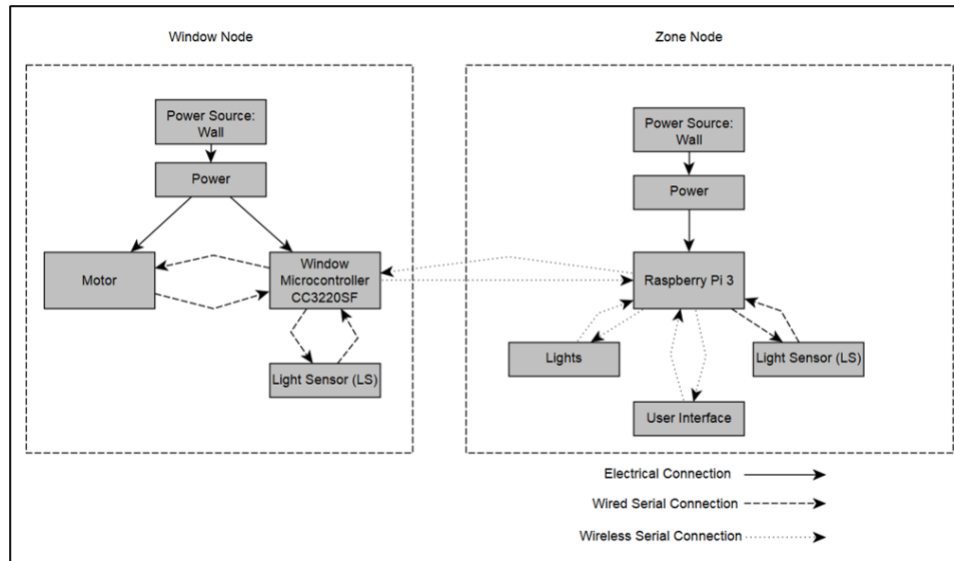 Window Node
Zone Node
Power Source:
Wall
Power
Motor
Window
Microcontroller
CC3220SF
Light Sensor (LS)
Power Source:
Wall
Power
Raspberry Pi 3
Lights
Light Sensor (LS)
User Interface
Electrical Connection
Wired Serial Connection
Wireless Serial Connection